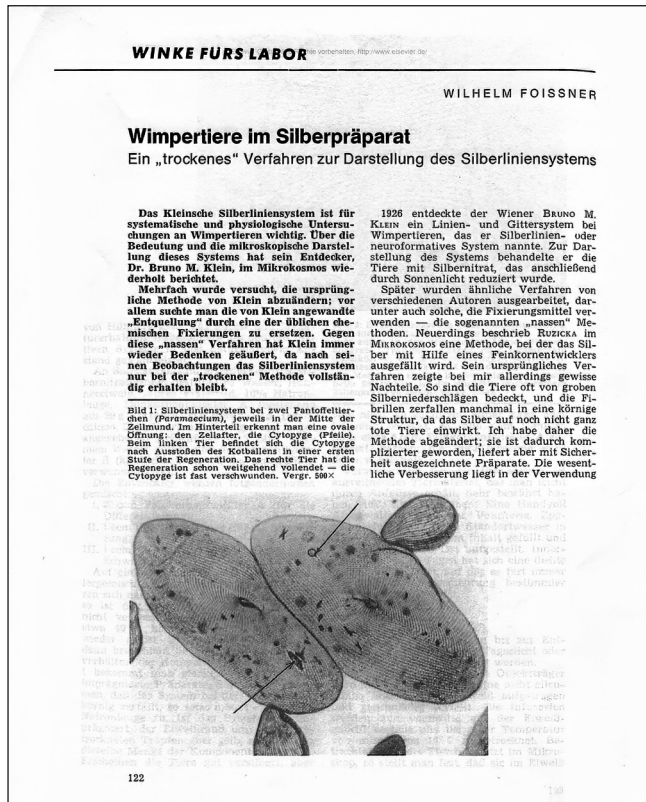 WINKE FÜRS LABOR
vorbehalten, http://www.elsevier.de/
WILHELM FOISSNER
Wimpertiere im Silberpräparat
Ein „trockenes“ Verfahren zur Darstellung des Silberliniensystems
Das Kleinsche Silberliniensystem ist für
systematische und physiologische Untersu-
chungen an Wimpertieren wichtig. Über die
Bedeutung und die mikroskopische Darstel-
lung dieses Systems hat sein Entdecker,
Dr. Bruno M. Klein, im Mikrokosmos wie-
derholt berichtet.
Mehrfach wurde versucht, die ursprüng-
liche Methode von Klein abzuändern; vor
allem suchte man die von Klein angewandte
„Entquellung“ durch eine der üblichen che-
mischen Fixierungen zu ersetzen. Gegen
diese „nassen“ Verfahren hat Klein immer
wieder Bedenken geäußert, da nach sei-
nen Beobachtungen das Silberliniensystem
nur bei der „trockenen“ Methode vollstän-
dig erhalten bleibt.
Bild 1: Silberliniensystem bei zwei Pantoffeltier-
chen (Paramaecium), jeweils in der Mitte der
Zellmund. Im Hinterteil erkennt man eine ovale
Öffnung: den Zellafter, die Cytopyge (Pfeile).
Beim linken Tier befindet sich die Cytopyge
nach Ausstoßen des Kotballens in einer ersten
Stufe der Regeneration. Das rechte Tier hat die
Regeneration schon weitgehend vollendet — die
Cytopyge ist fast verschwunden. Vergr. 500×
1926 entdeckte der Wiener BRUNO M.
KLEIN ein Linien- und Gittersystem bei
Wimpertieren, das er Silberlinien- oder
neuroformatives System nannte. Zur Dar-
stellung des Systems behandelte er die
Tiere mit Silbernitrat, das anschließend
durch Sonnenlicht reduziert wurde.
Später wurden ähnliche Verfahren von
verschiedenen Autoren ausgearbeitet, dar-
unter auch solche, die Fixierungsmittel ver-
wenden — die sogenannten „nassen“ Me-
thoden. Neuerdings beschrieb RUZICKA im
MIKROKOSMOS eine Methode, bei der das Sil-
ber mit Hilfe eines Feinkornentwicklers
ausgefällt wird. Sein ursprüngliches Ver-
fahren zeigte bei mir allerdings gewisse
Nachteile. So sind die Tiere oft von groben
Silberniederschlägen bedeckt, und die Fi-
brillen zerfallen manchmal in eine körnige
Struktur, da das Silber auf noch nicht ganz
tote Tiere einwirkt. Ich habe daher die
Methode abgeändert; sie ist dadurch kom-
plizierter geworden, liefert aber mit Sicher-
heit ausgezeichnete Präparate. Die wesent-
liche Verbesserung liegt in der Verwendung
122